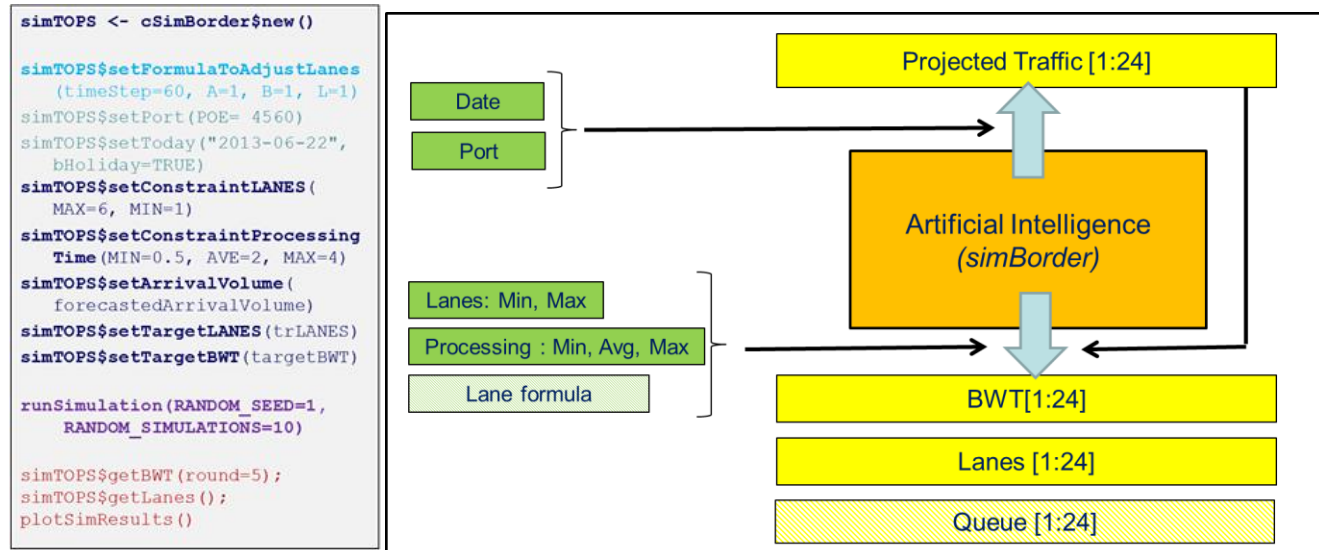 simTOPS <- cSimBorder$new()
simTOPS$setFormulaToAdjustLanes
(timeStep=60, A=1, B=1, L=1)
simTOPS$setPort(POE= 4560)
simTOPS$setToday("2013-06-22",
bHoliday=TRUE)
simTOPS$setConstraintLANES(
MAX=6, MIN=1)
simTOPS$setConstraintProcessing
Time(MIN=0.5, AVE=2, MAX=4)
simTOPS$setArrivalVolume(
forecastedArrivalVolume)
simTOPS$setTargetLANES(trLANES)
simTOPS$setTargetBWT(targetBWT)
runSimulation(RANDOM_SEED=1,
RANDOM_SIMULATIONS=10)
simTOPS$getBWT(round=5);
simTOPS$getLanes();
plotSimResults()
Projected Traffic [1:24]
Date
Port
Artificial Intelligence
(simBorder)
Lanes: Min, Max
Processing : Min, Avg, Max
Lane formula
BWT[1:24]
Lanes [1:24]
Queue [1:24]